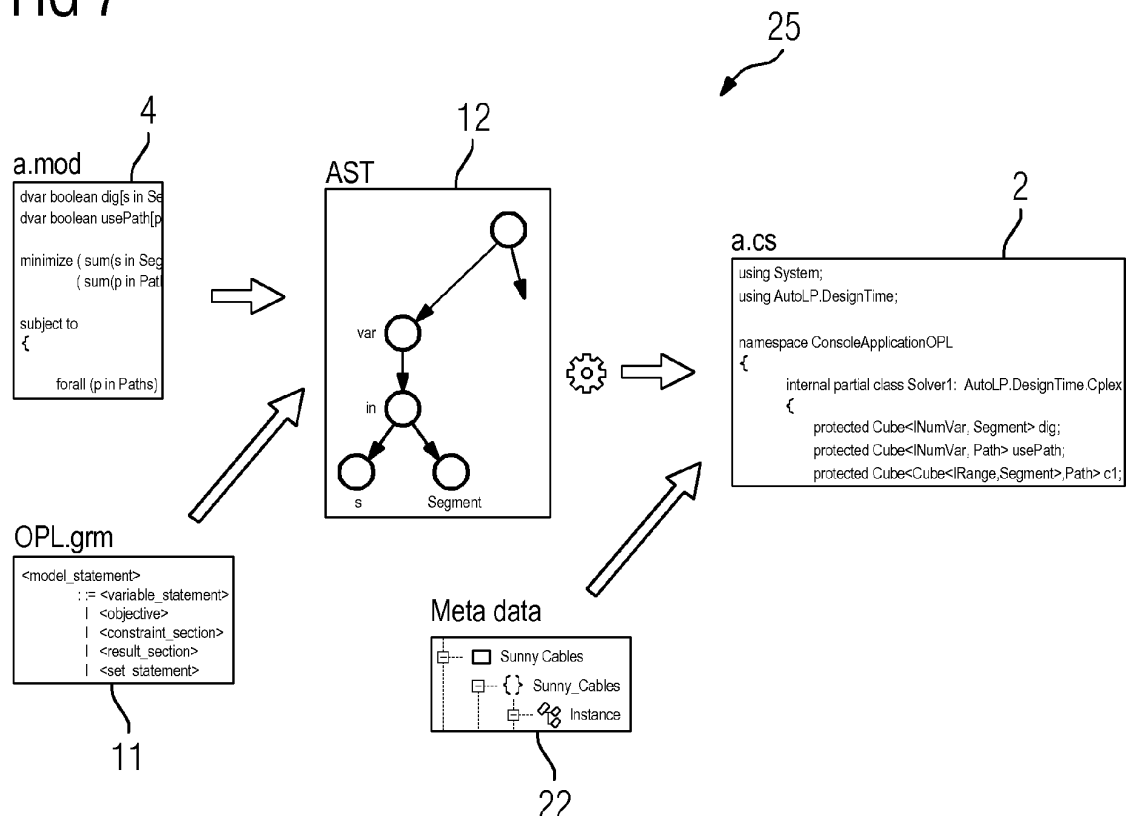 FIG 7
25
4
12
2
a.mod
dvar boolean dig[s in Se
dvar boolean usePath[p
minimize ( sum(s in Seg
( sum(p in Pat
subject to
{
forall (p in Paths)
AST
var
in
s
Segment
a.cs
using System;
using AutoLP.DesignTime;
namespace ConsoleApplicationOPL
{
internal partial class Solver1: AutoLP.DesignTime.Cplex
{
protected Cube<INumVar, Segment> dig;
protected Cube<INumVar, Path> usePath;
protected Cube<Cube<IRange,Segment>,Path> c1;
OPL.grm
<model_statement>
: := <variable_statement>
| <objective>
| <constraint_section>
| <result_section>
| <set_statement>
11
Meta data
Sunny Cables
{} Sunny_Cables
Instance
22